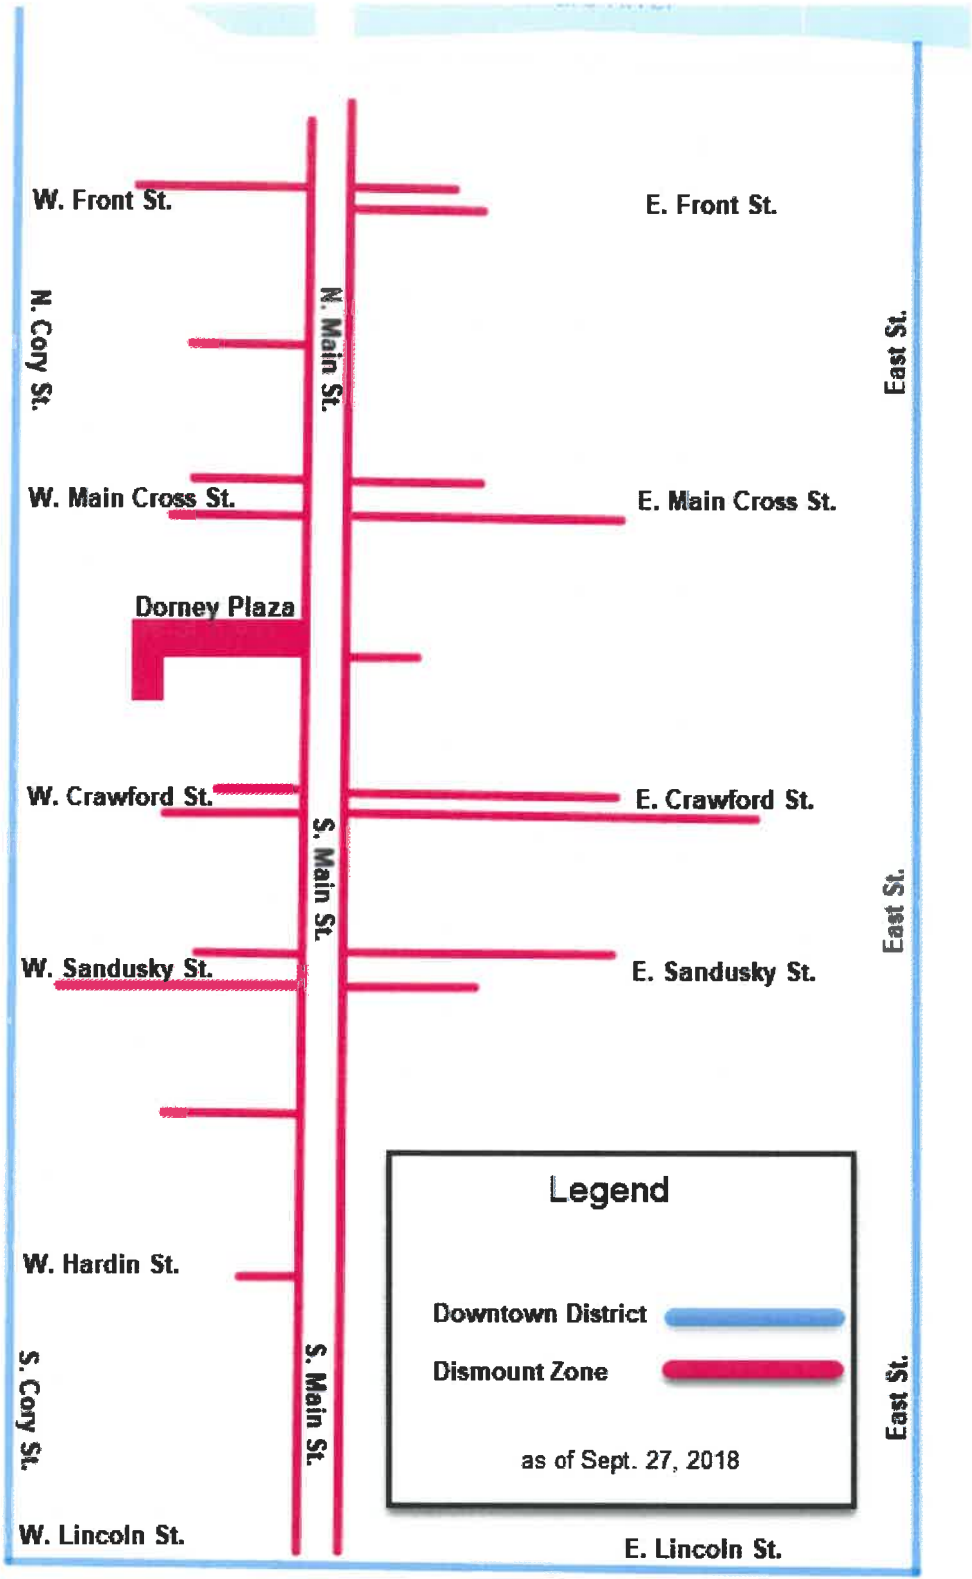 W. Front St.
E. Front St.
N. Cory St.
N. Main St.
East St.
W. Main Cross St.
E. Main Cross St.
Dorney Plaza
W. Crawford St.
E. Crawford St.
S. Main St.
East St.
W. Sandusky St.
E. Sandusky St.
Legend
W. Hardin St.
Downtown District
Dismount Zone
S. Cory St.
S. Main St.
East St.
as of Sept. 27, 2018
W. Lincoln St.
E. Lincoln St.